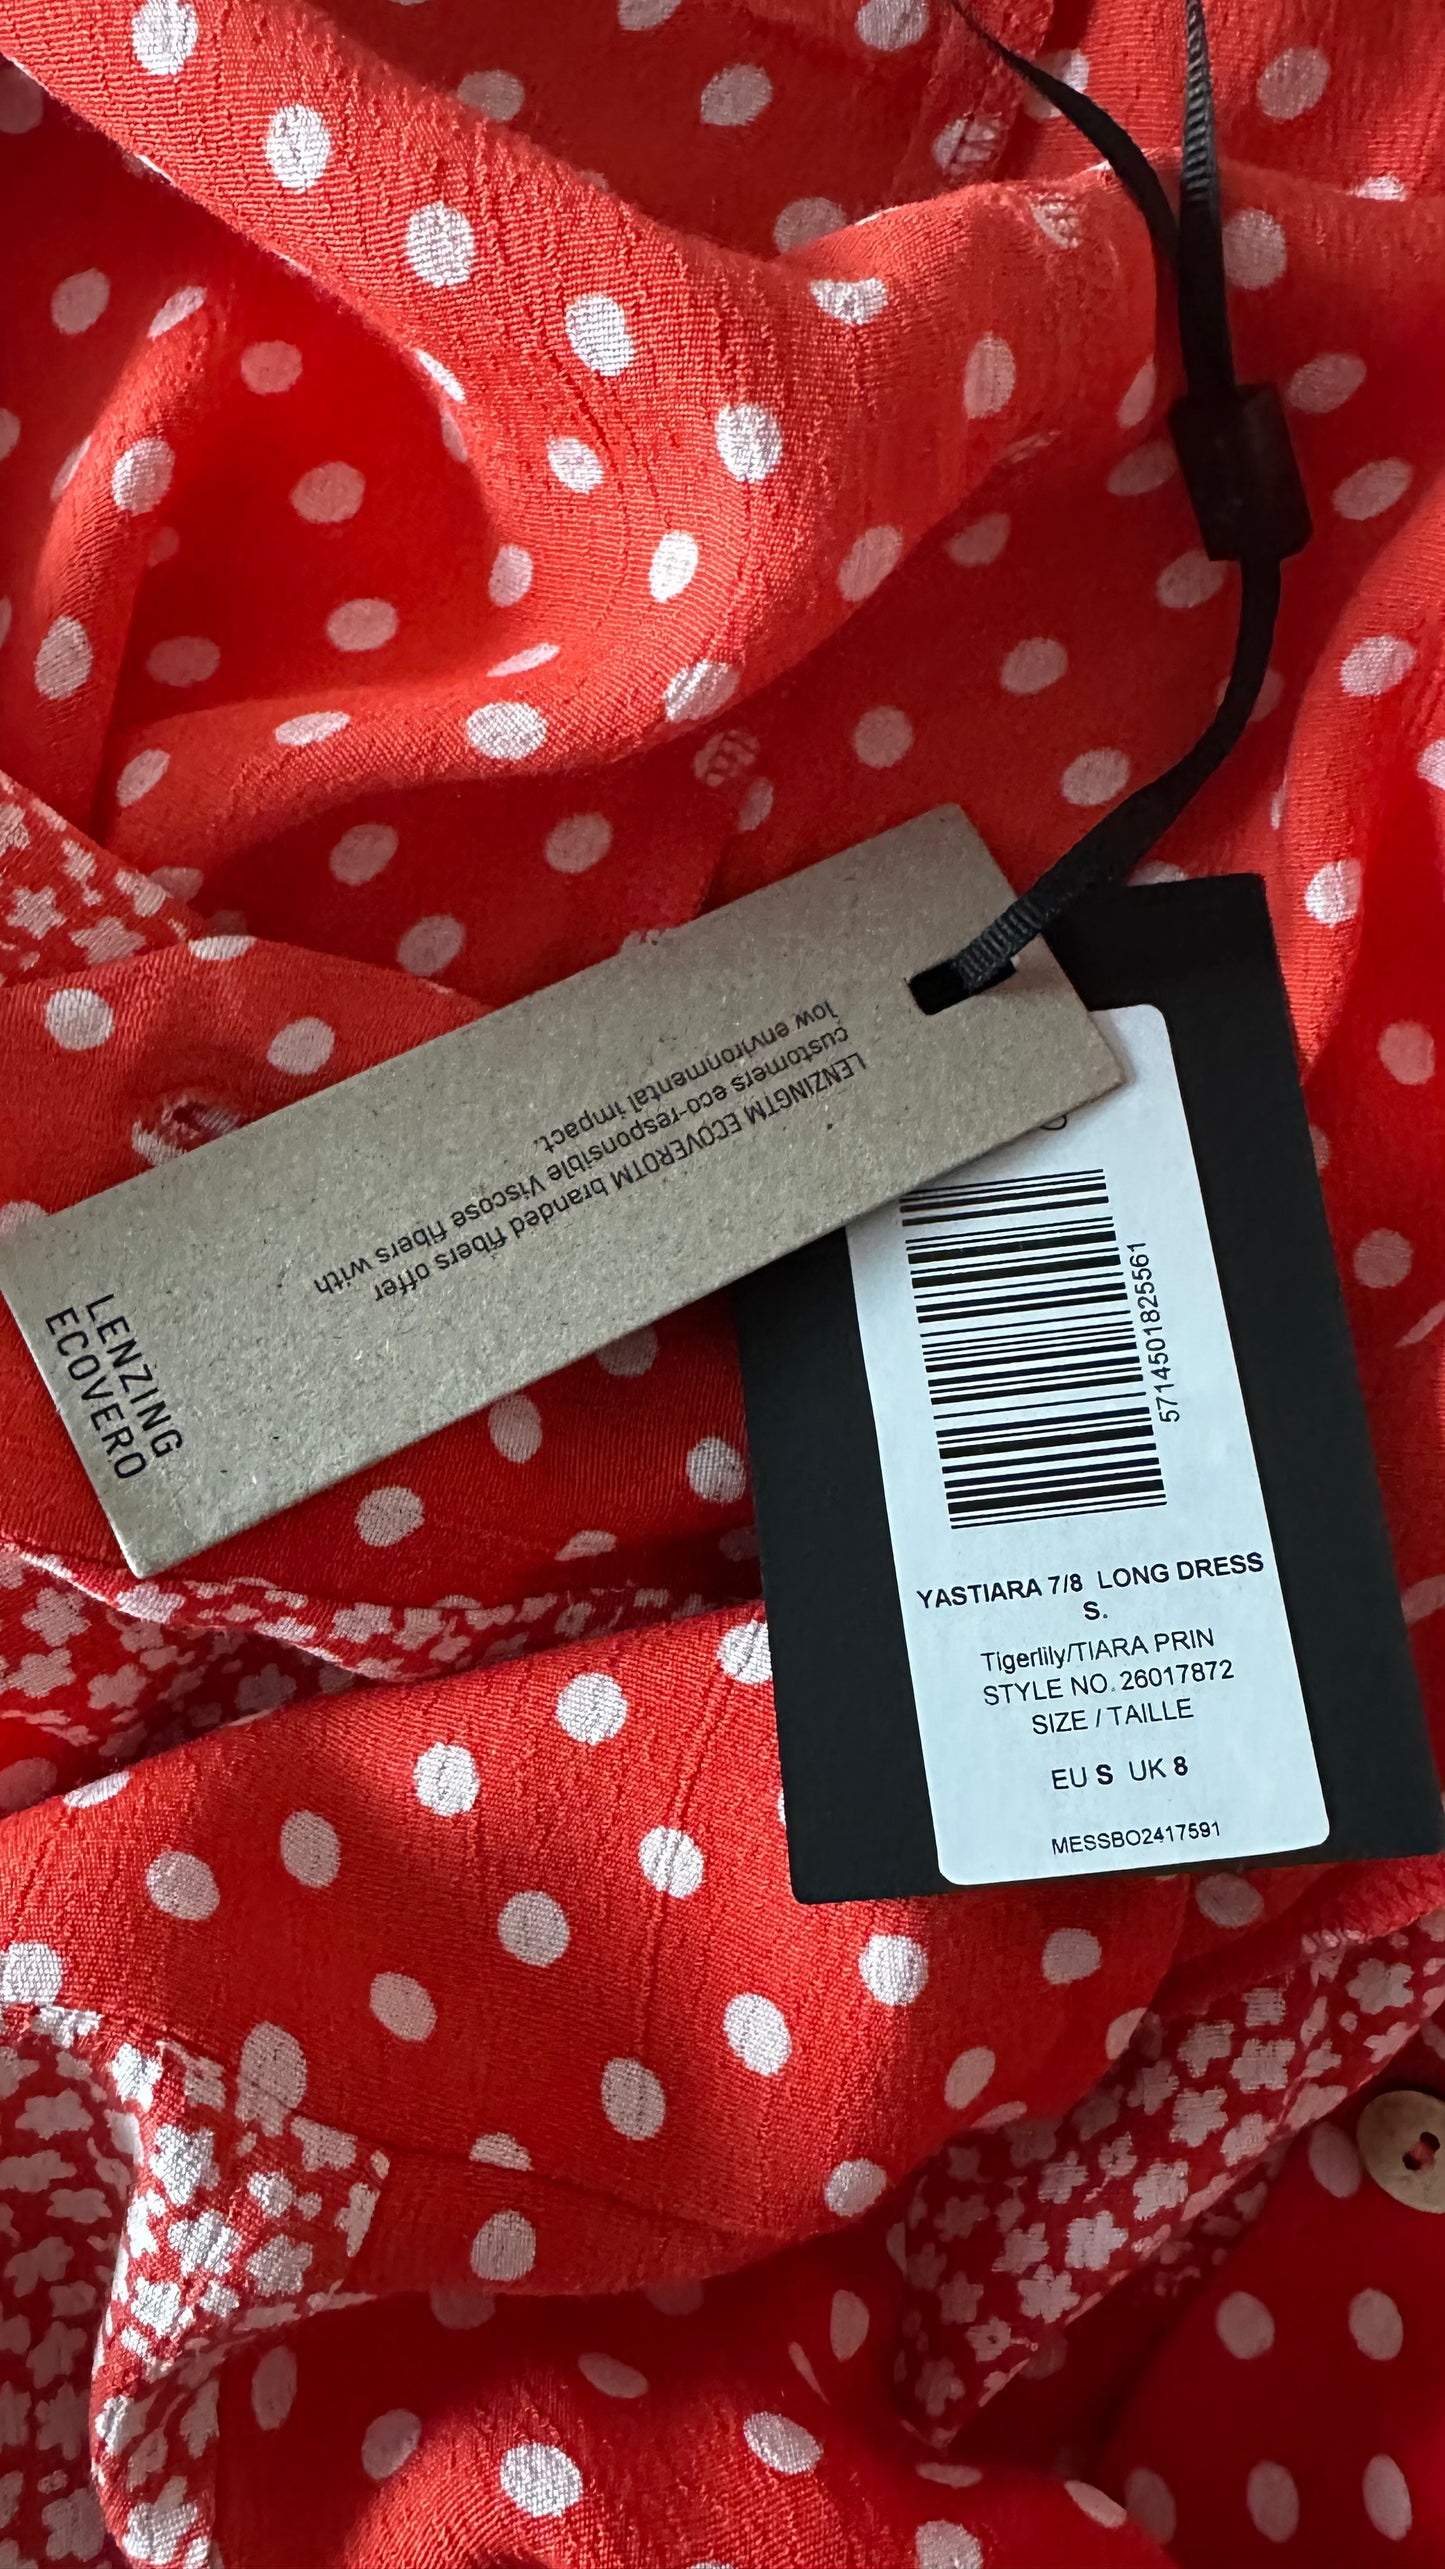 LENZINGTM ECOVEROTM branded fibers offer
customers eco-responsible Viscose fibers with
low environmental impact.
LENZING
ECOVERO
5714501825561
YASTIARA 7/8 LONG DRESS
S.
Tigerlily/TIARA PRIN
STYLE NO. 26017872
SIZE / TAILLE
EU S UK 8
MESSBO2417591